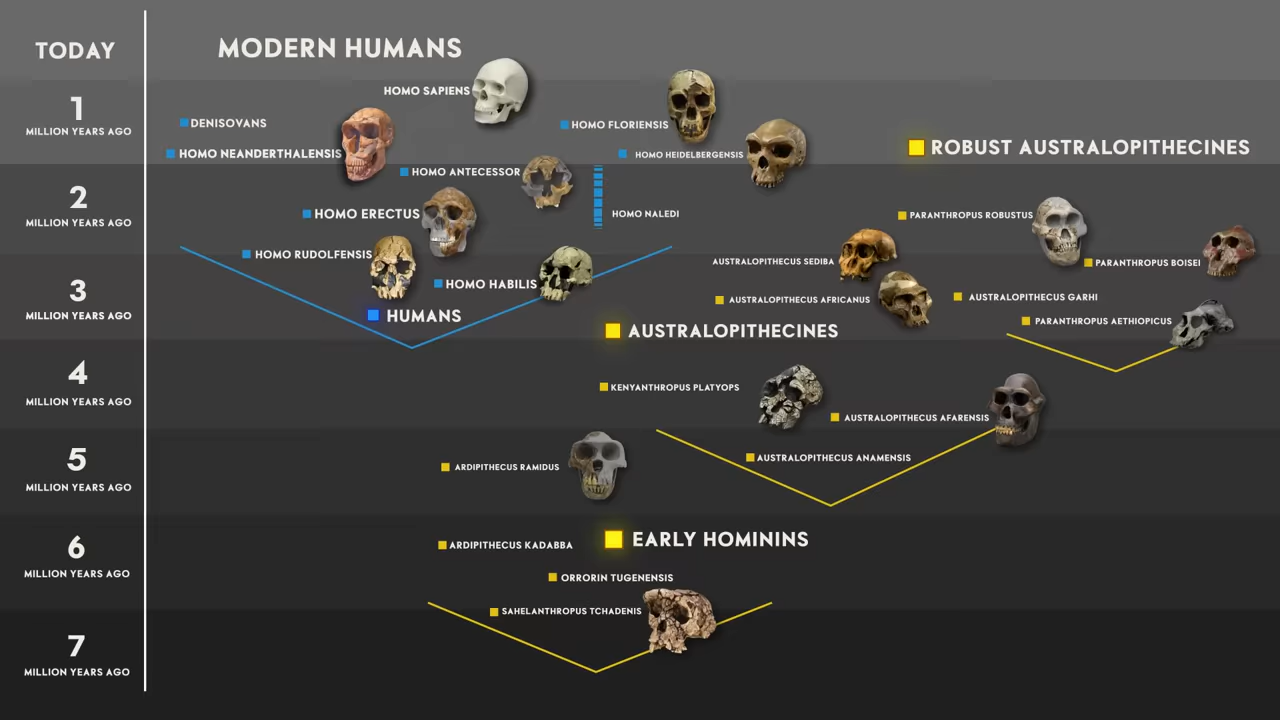 TODAY
MODERN HUMANS
HOMO SAPIENS
1
MILLION YEARS AGO
DENISOVANS
HOMO FLORIENSIS
HOMO NEANDERTHALENSIS
HOMO HEIDELBERGENSIS
ROBUST AUSTRALOPITHECINES
HOMO ANTECESSOR
2
MILLION YEARS AGO
HOMO ERECTUS
HOMO NALEDI
PARANTHROPUS ROBUSTUS
HOMO RUDOLFENSIS
AUSTRALOPITHECUS SEDIBA
PARANTHROPUS BOISEI
3
MILLION YEARS AGO
HOMO HABILIS
AUSTRALOPITHECUS AFRICANUS
AUSTRALOPITHECUS GARHI
HUMANS
PARANTHROPUS AETHIOPICUS
AUSTRALOPITHECINES
4
MILLION YEARS AGO
KENYANTHROPUS PLATYOPS
AUSTRALOPITHECUS AFARENSIS
5
MILLION YEARS AGO
AUSTRALOPITHECUS ANAMENSIS
ARDIPITHECUS RAMIDUS
6
MILLION YEARS AGO
ARDIPITHECUS KADABBA
EARLY HOMININS
ORRORIN TUGENENSIS
SAHELANTHROPUS TCHADENIS
7
MILLION YEARS AGO